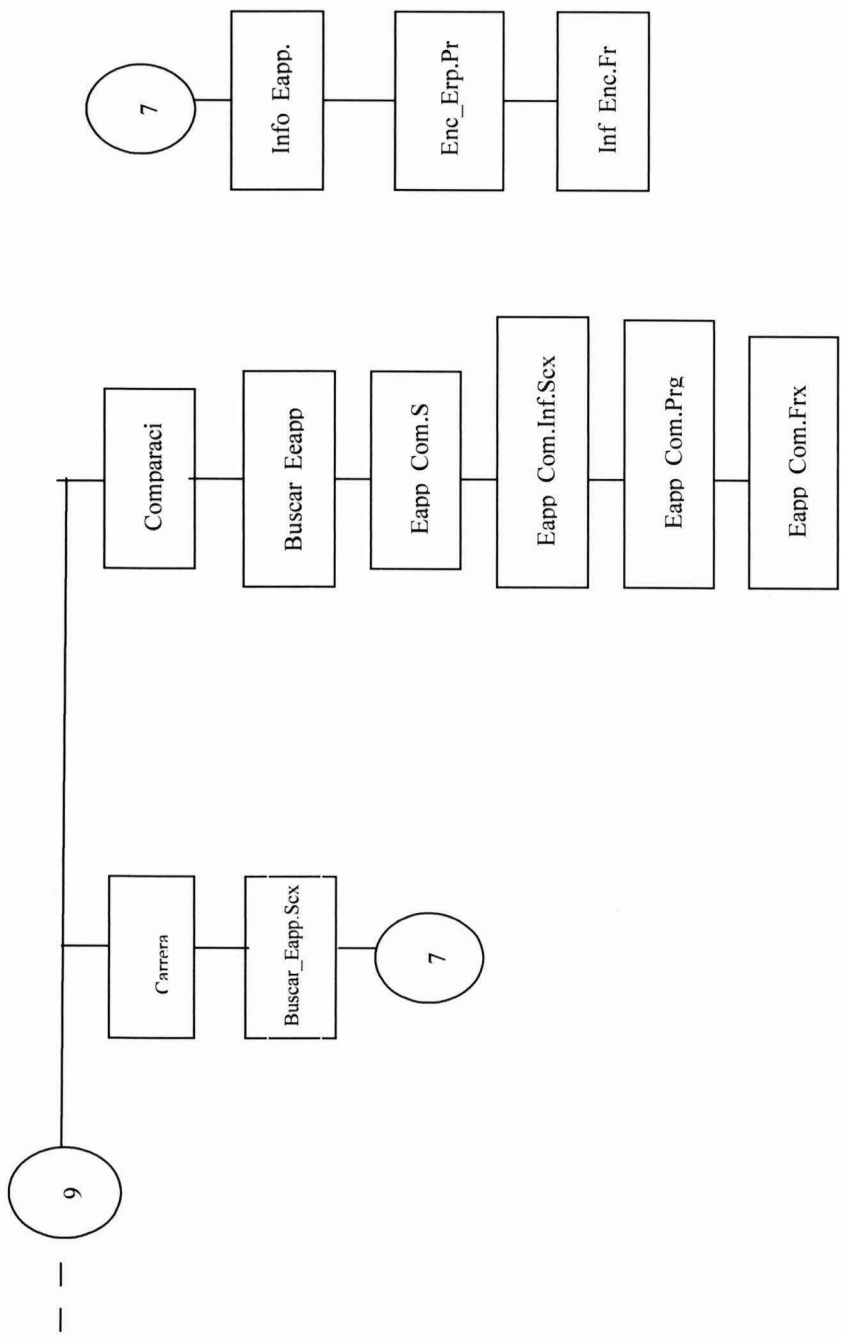 9
Carrera
Buscar_Eapp.Scx
7
Comparaci
Buscar Eeapp
Eapp Com.S
Eapp Com.Inf.Scx
Eapp Com.Prg
Eapp Com.Frx
7
Info Eapp.
Enc_Erp.Pr
Inf Enc.Fr